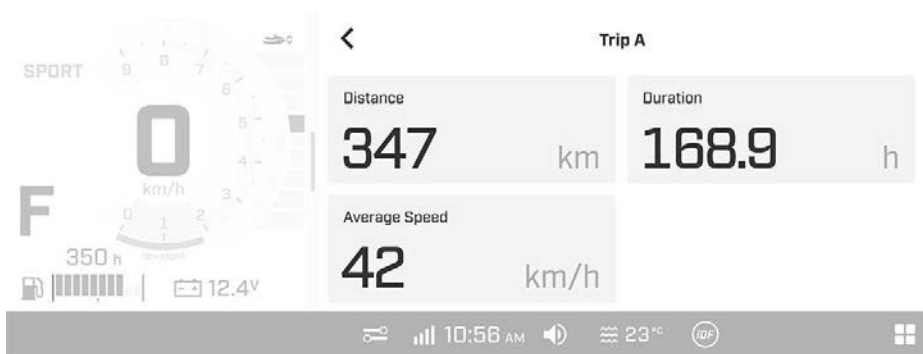 Trip A
SPORT
9 8 7
6
5
4
3
0 1 2
0
km/h
F
350 h
12.4V
Distance
347 km
Duration
168.9 h
Average Speed
42 km/h
10:56 AM
23°C
iDF